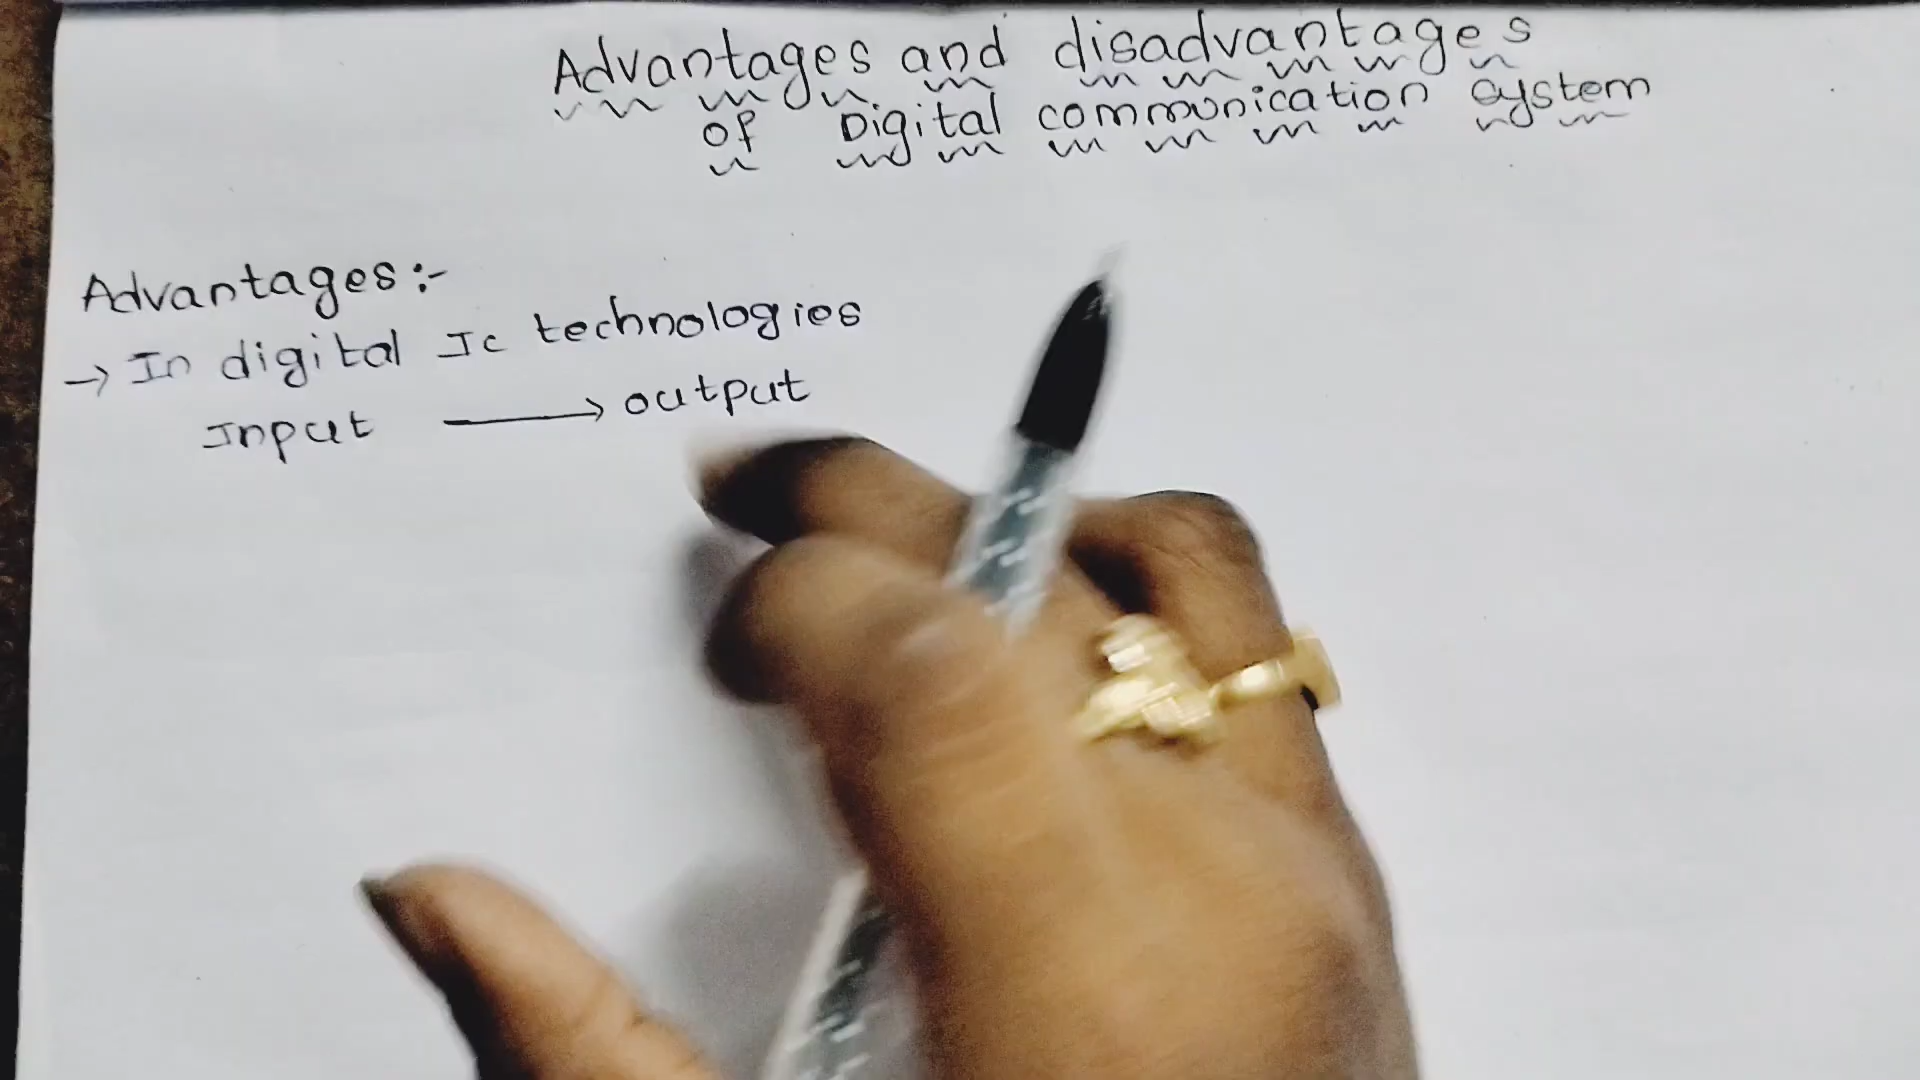 Advantages and disadvantages
of Digital communication system
Advantages:-
→ In digital Ic technologies
Input ⟶ output